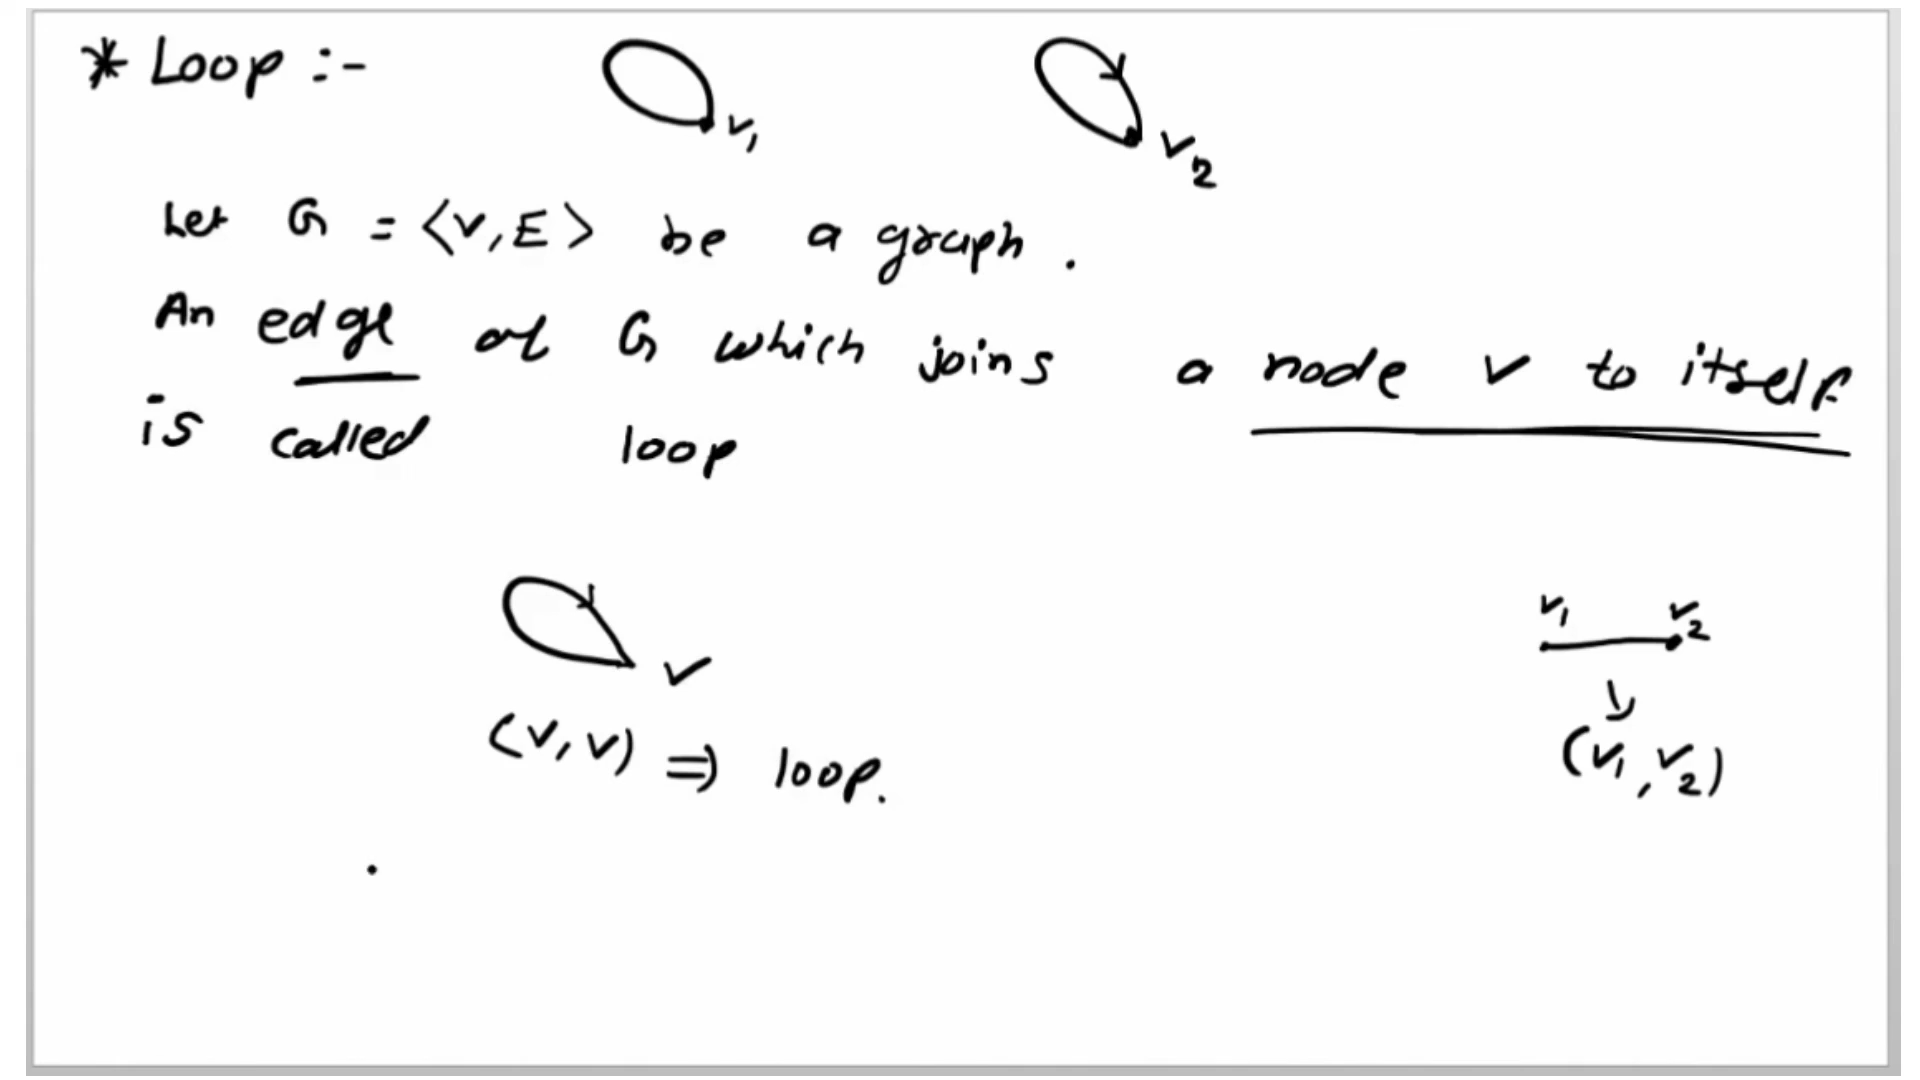 * Loop :-
v1
v2
Let G = <v, E> be a graph.
An edge of G which joins a node v to itself
is called loop
v
(v, v) => loop.
v1 v2
(v1, v2)